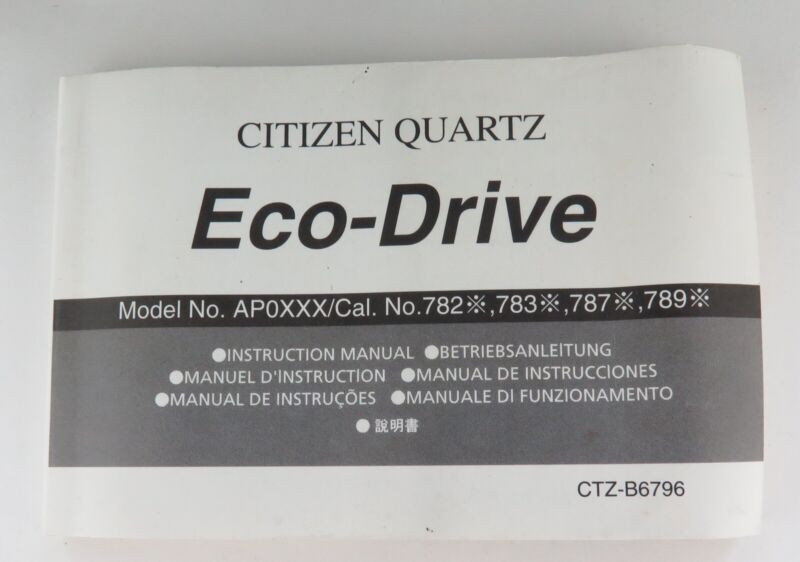 CITIZEN QUARTZ
Eco-Drive
Model No. AP0XXX/Cal. No.782※,783※,787※,789※
●INSTRUCTION MANUAL ●BETRIEBSANLEITUNG
●MANUEL D'INSTRUCTION ●MANUAL DE INSTRUCCIONES
●MANUAL DE INSTRUÇÕES ●MANUALE DI FUNZIONAMENTO
●說明書
CTZ-B6796